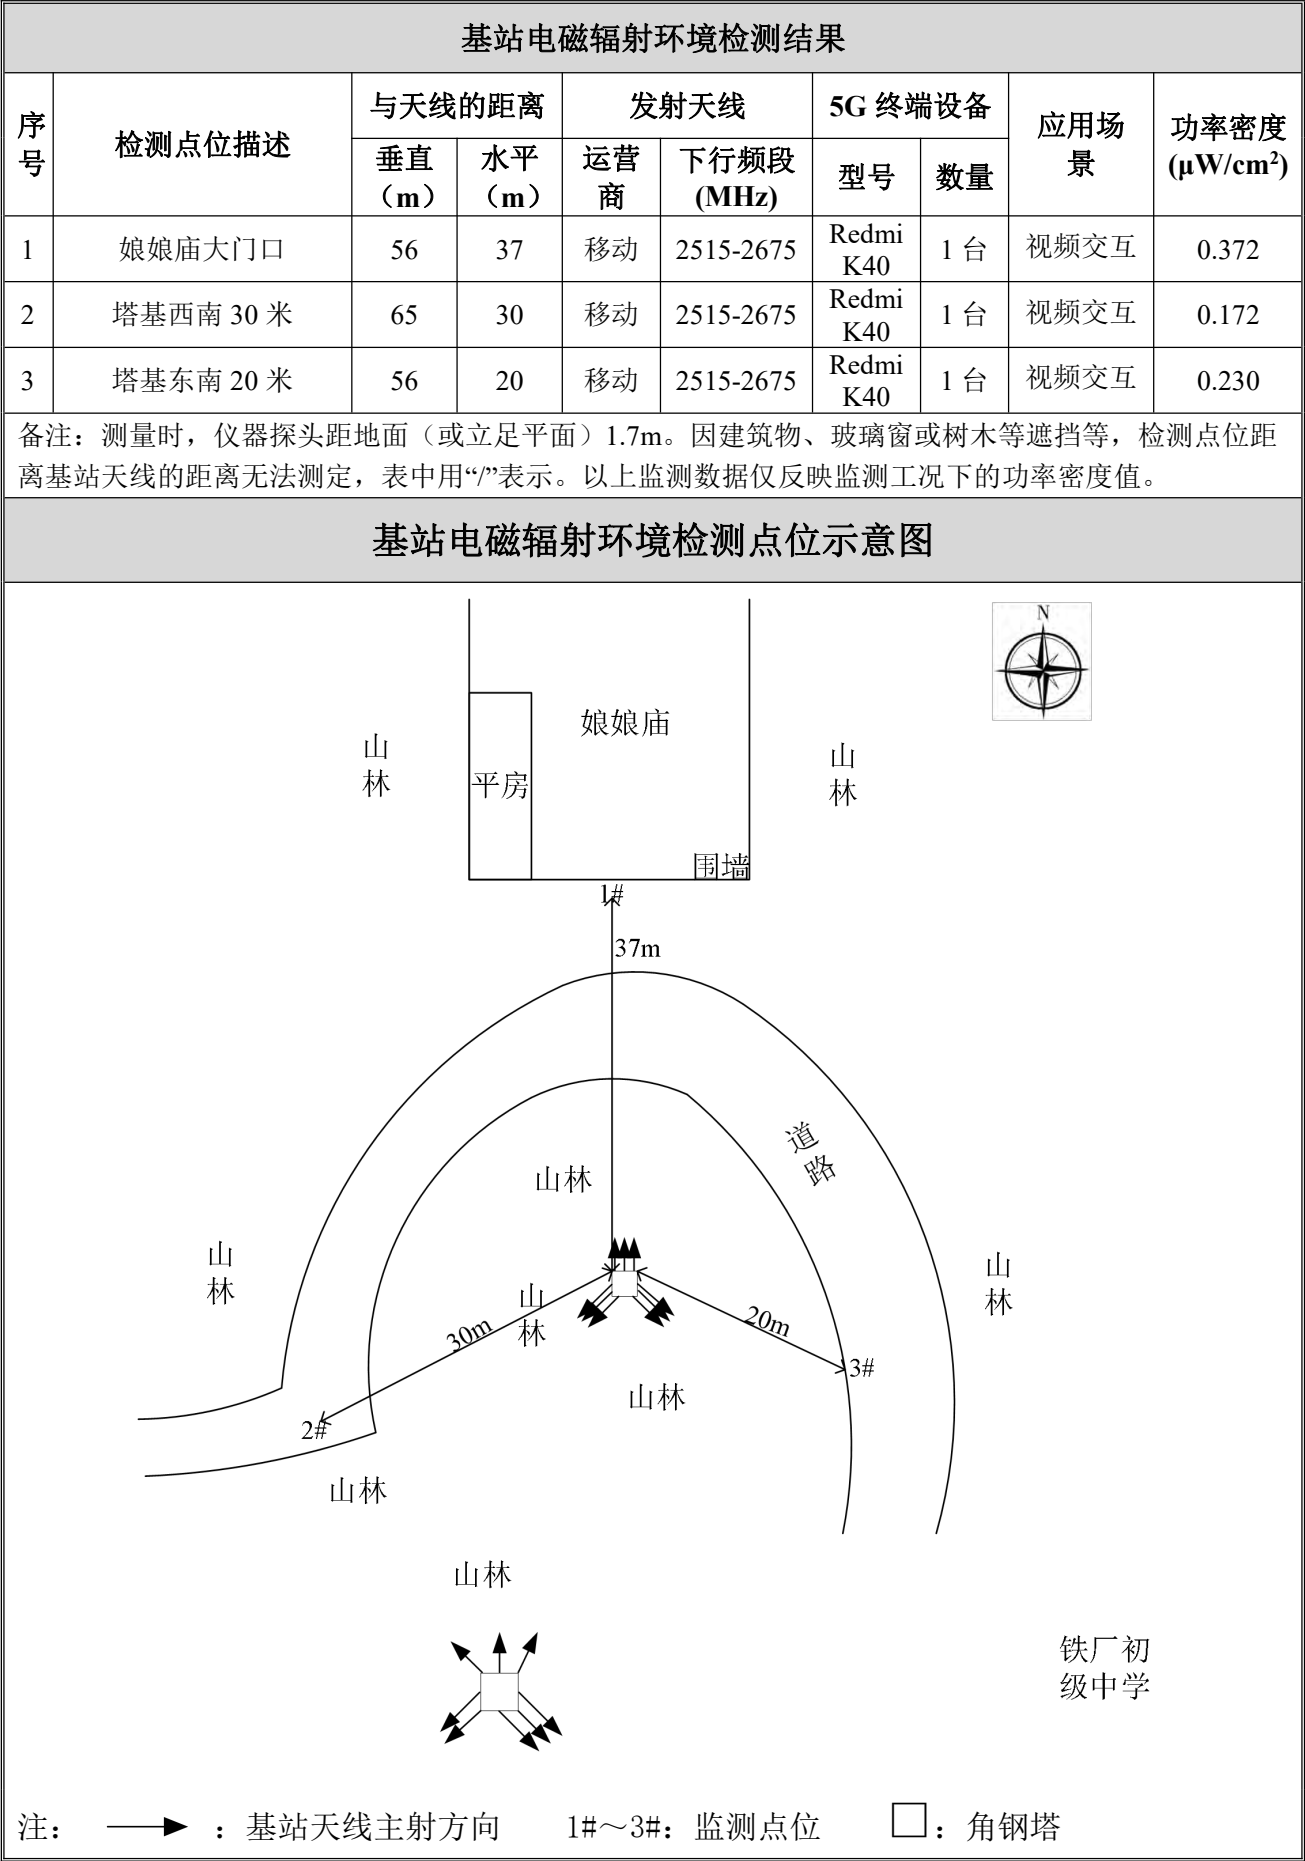 基站电磁辐射环境检测结果
序号 检测点位描述 与天线的距离 发射天线 5G 终端设备 应用场景 功率密度(μW/cm²)
垂直（m） 水平（m） 运营商 下行频段(MHz) 型号 数量
1 娘娘庙大门口 56 37 移动 2515-2675 Redmi K40 1 台 视频交互 0.372
2 塔基西南 30 米 65 30 移动 2515-2675 Redmi K40 1 台 视频交互 0.172
3 塔基东南 20 米 56 20 移动 2515-2675 Redmi K40 1 台 视频交互 0.230
备注：测量时，仪器探头距地面（或立足平面）1.7m。因建筑物、玻璃窗或树木等遮挡等，检测点位距
离基站天线的距离无法测定，表中用“/”表示。以上监测数据仅反映监测工况下的功率密度值。
基站电磁辐射环境检测点位示意图
N
娘娘庙
山林
山林
平房
围墙
1#
37m
道路
山林
山林
山林
山林
30m
20m
3#
山林
2#
山林
山林
铁厂初
级中学
注： ：基站天线主射方向 1#～3#：监测点位 ：角钢塔